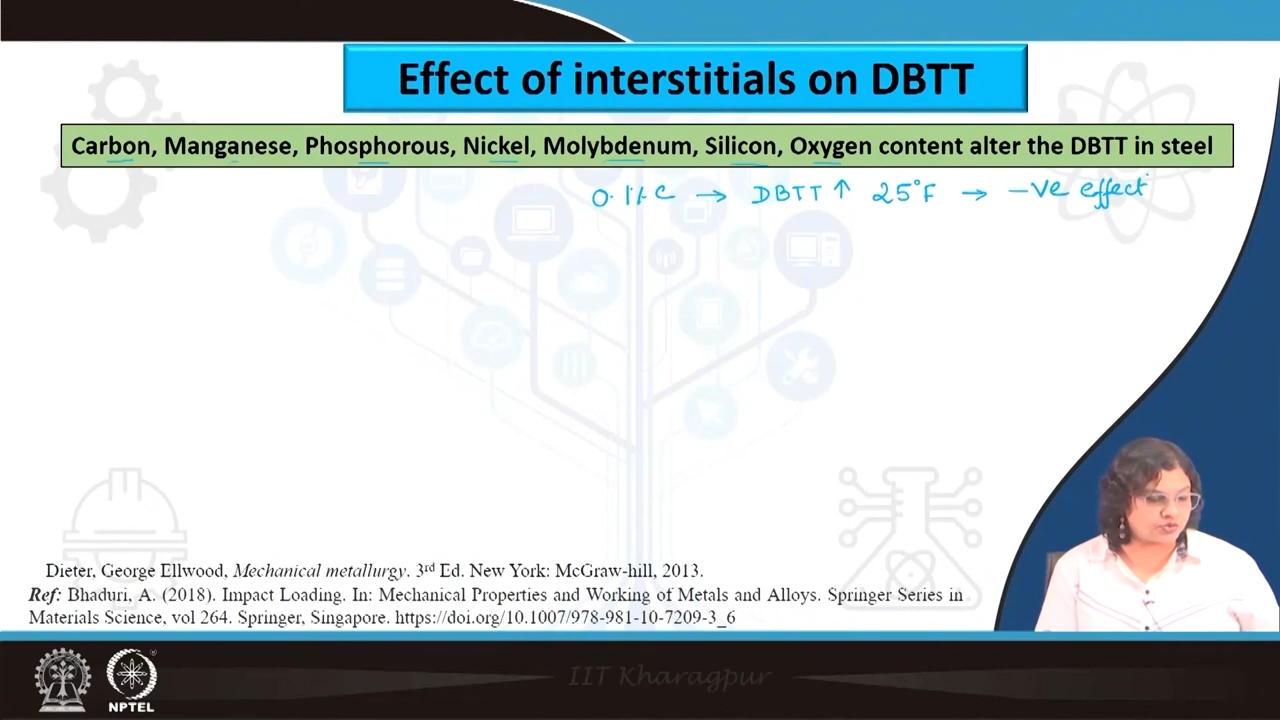 Effect of interstitials on DBTT
Carbon, Manganese, Phosphorous, Nickel, Molybdenum, Silicon, Oxygen content alter the DBTT in steel
0.1% C → DBTT ↑ 25°F → -ve effect
Dieter, George Ellwood, Mechanical metallurgy. 3rd Ed. New York: McGraw-hill, 2013.
Ref: Bhaduri, A. (2018). Impact Loading. In: Mechanical Properties and Working of Metals and Alloys. Springer Series in
Materials Science, vol 264. Springer, Singapore. https://doi.org/10.1007/978-981-10-7209-3_6
IIT Kharagpur
NPTEL